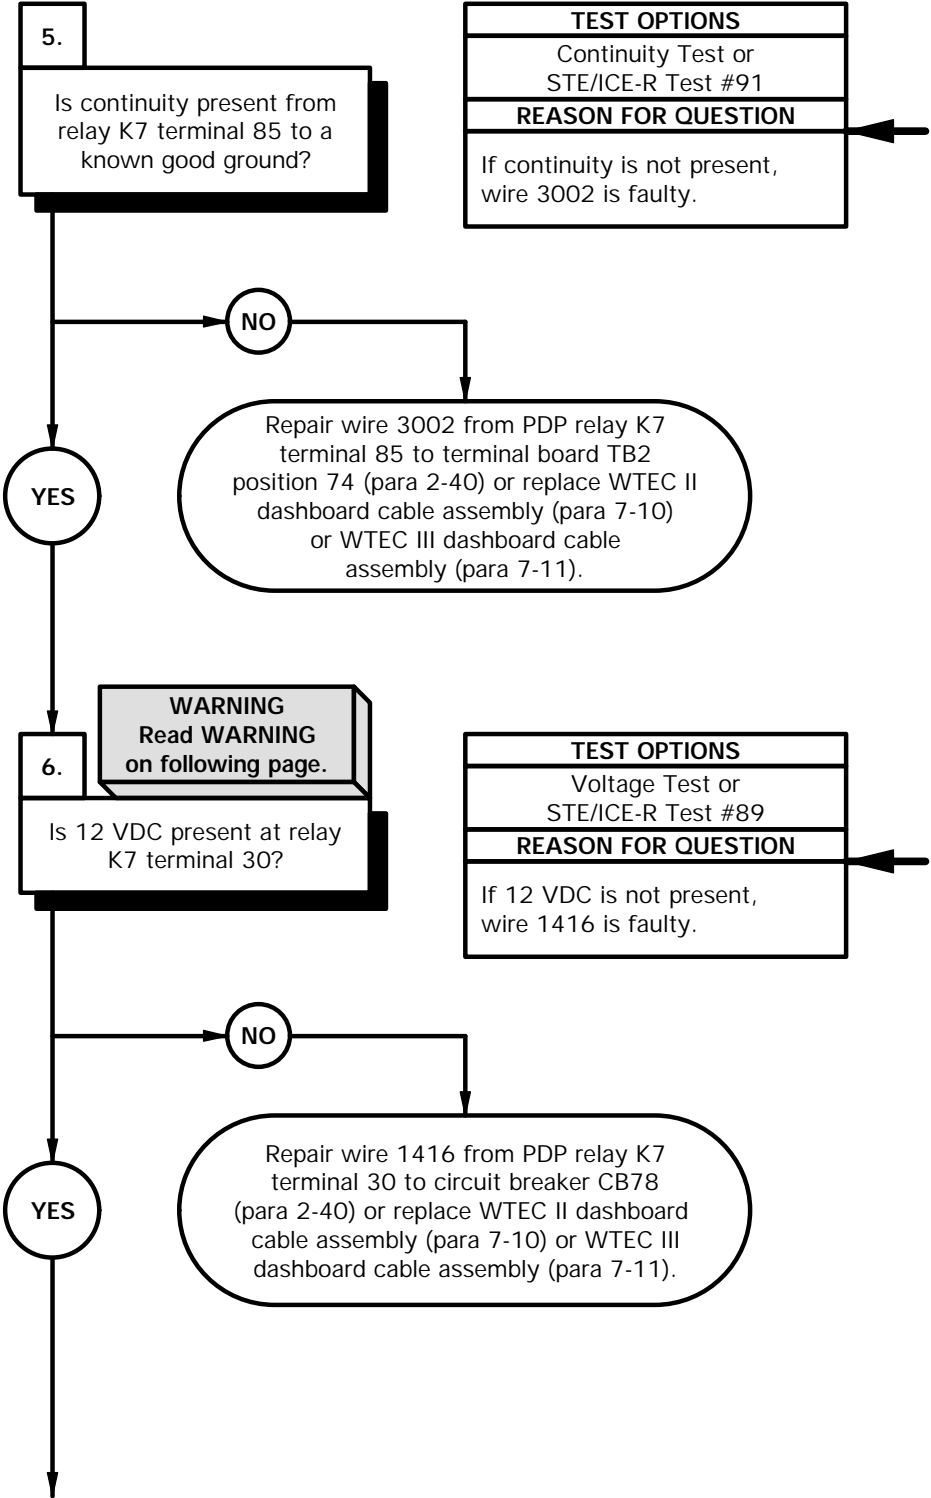 5.
Is continuity present from
relay K7 terminal 85 to a
known good ground?
TEST OPTIONS
Continuity Test or
STE/ICE-R Test #91
REASON FOR QUESTION
If continuity is not present,
wire 3002 is faulty.
NO
Repair wire 3002 from PDP relay K7
terminal 85 to terminal board TB2
position 74 (para 2-40) or replace WTEC II
dashboard cable assembly (para 7-10)
or WTEC III dashboard cable
assembly (para 7-11).
YES
WARNING
Read WARNING
on following page.
6.
Is 12 VDC present at relay
K7 terminal 30?
TEST OPTIONS
Voltage Test or
STE/ICE-R Test #89
REASON FOR QUESTION
If 12 VDC is not present,
wire 1416 is faulty.
NO
Repair wire 1416 from PDP relay K7
terminal 30 to circuit breaker CB78
(para 2-40) or replace WTEC II dashboard
cable assembly (para 7-10) or WTEC III
dashboard cable assembly (para 7-11).
YES